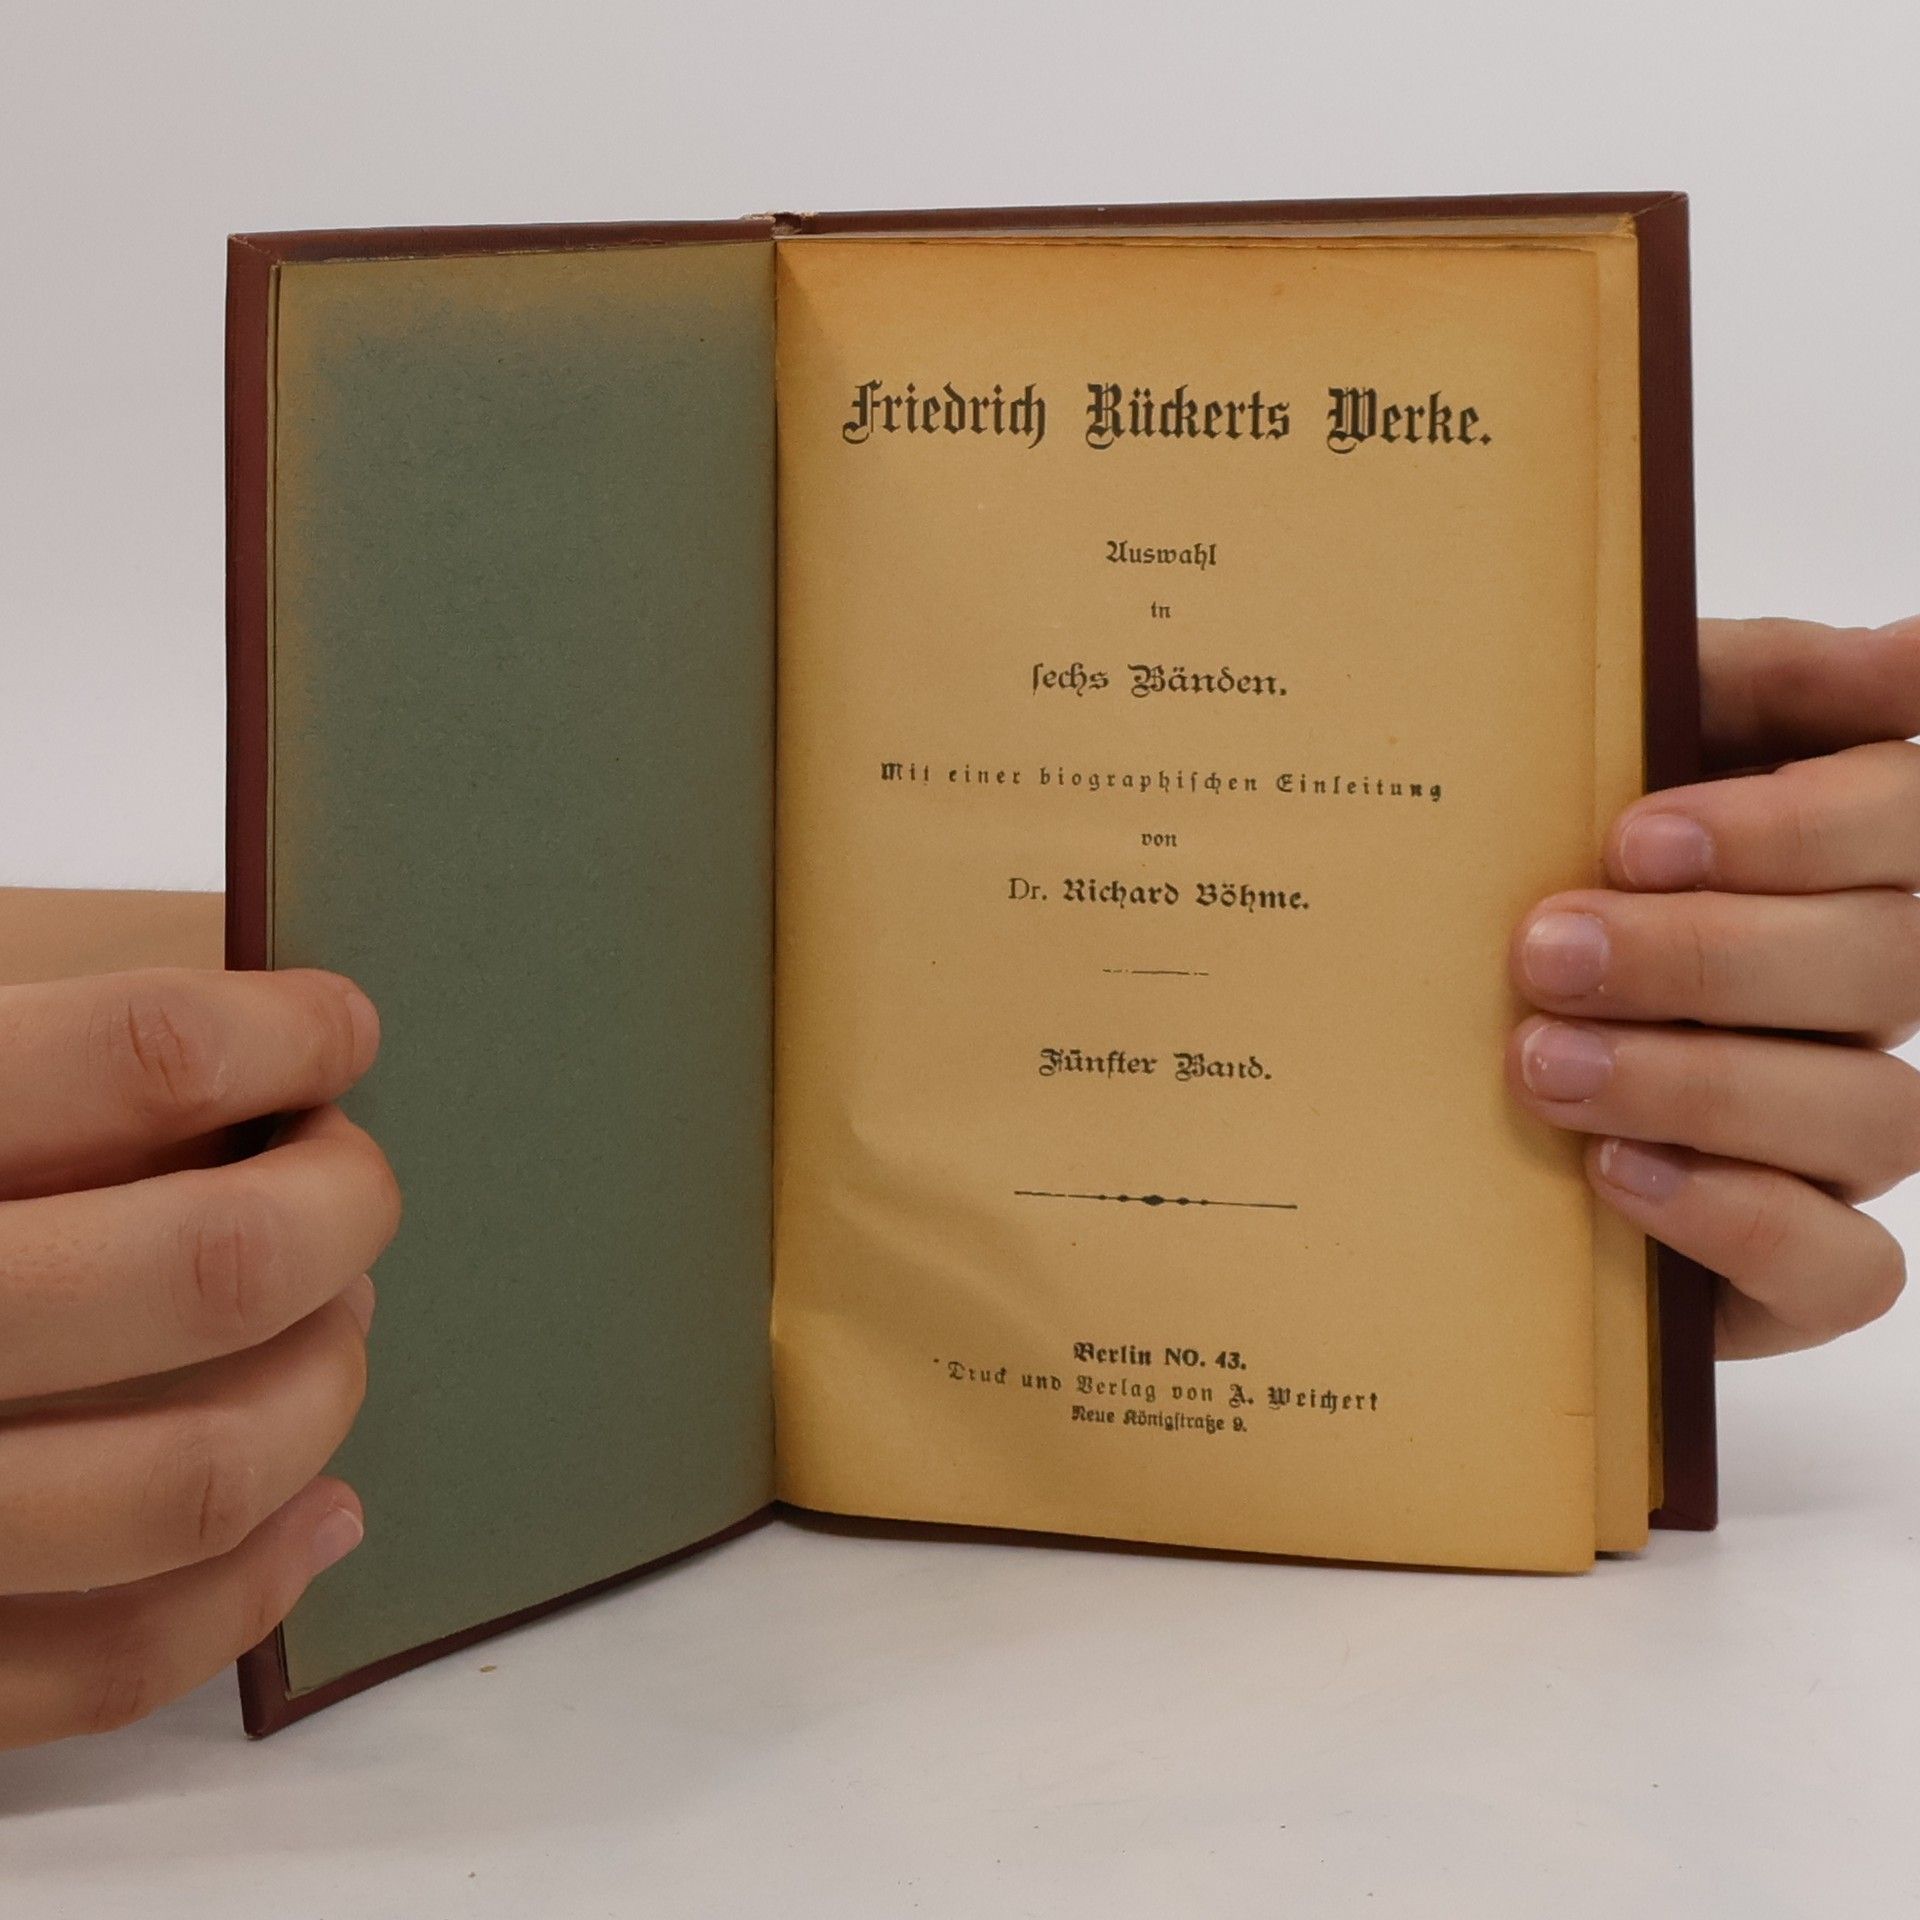 Friedrich Rückerts Werke.
Auswahl
in
ſechs Bänden.
Mit einer biographiſchen Einleitung
von
Dr. Richard Böhme.
Fünfter Band.
Berlin NO. 43.
Druck und Verlag von A. Weichert
Neue Königſtraße 9.